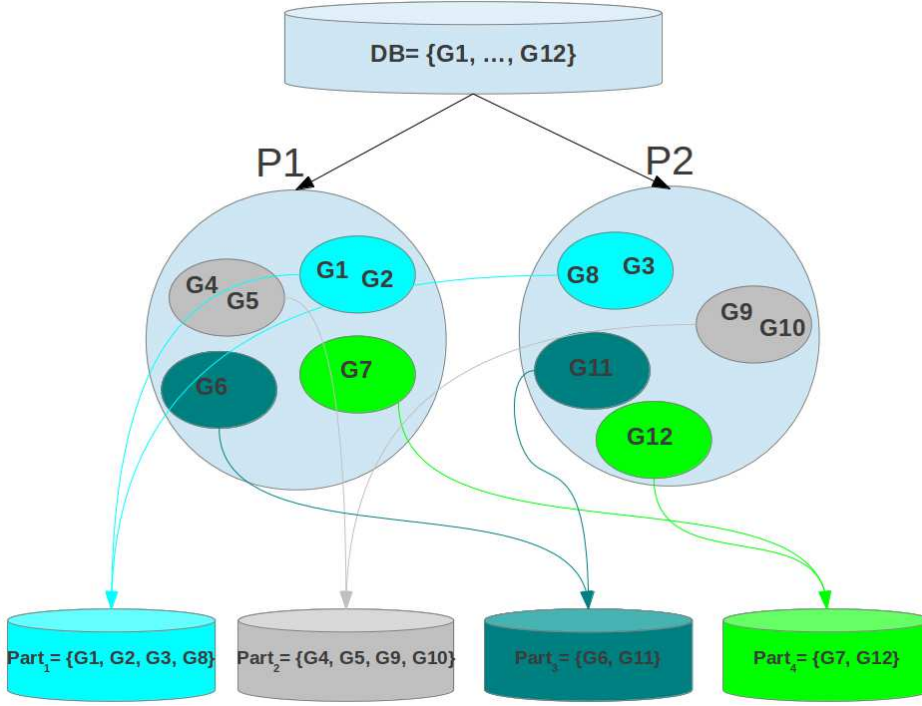 DB= {G1, ..., G12}
P1
P2
G4
G5
G1
G2
G6
G7
G8
G3
G9
G10
G11
G12
Part1= {G1, G2, G3, G8}
Part2= {G4, G5, G9, G10}
Part3= {G6, G11}
Part4= {G7, G12}